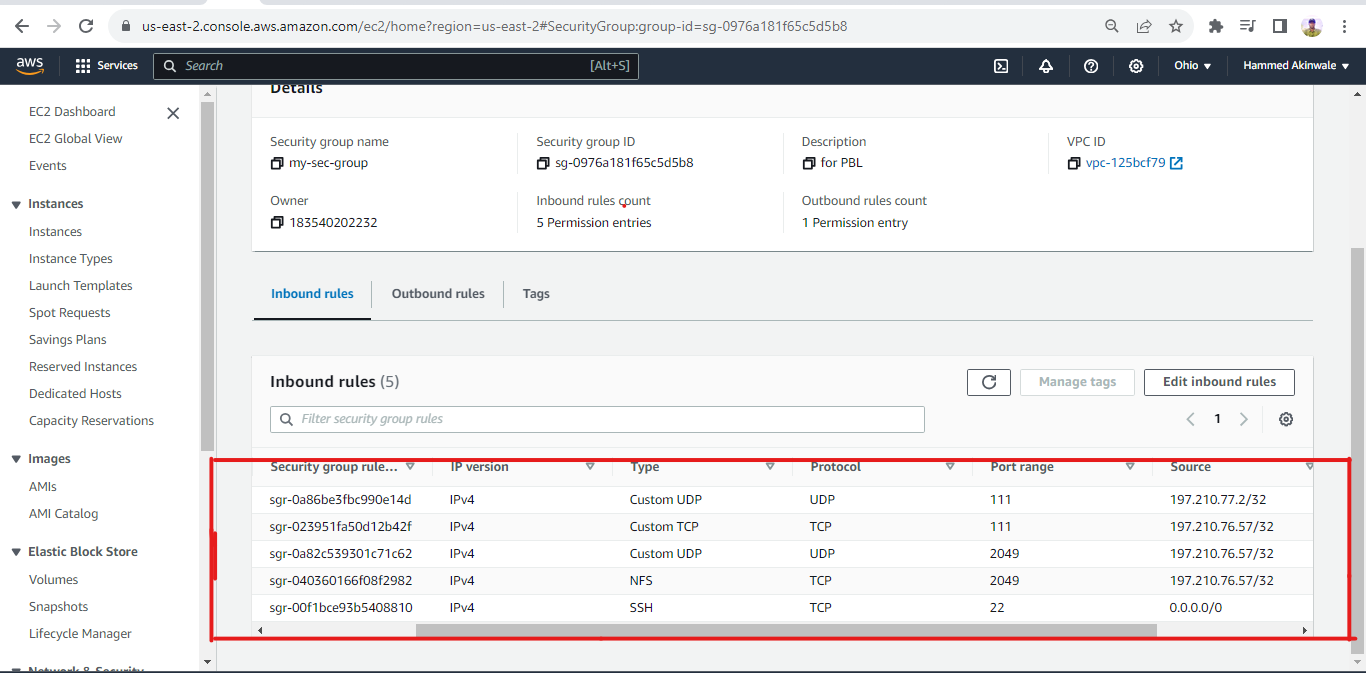 us-east-2.console.aws.amazon.com/ec2/home?region=us-east-2#SecurityGroup:group-id=sg-0976a181f65c5d5b8
aws Services Search [Alt+S] Ohio Hammed Akinwale
EC2 Dashboard
EC2 Global View
Events
Instances
Instances
Instance Types
Launch Templates
Spot Requests
Savings Plans
Reserved Instances
Dedicated Hosts
Capacity Reservations
Images
AMIs
AMI Catalog
Elastic Block Store
Volumes
Snapshots
Lifecycle Manager
Network & Security
Details
Security group name
my-sec-group
Security group ID
sg-0976a181f65c5d5b8
Description
for PBL
VPC ID
vpc-125bcf79
Owner
183540202232
Inbound rules count
5 Permission entries
Outbound rules count
1 Permission entry
Inbound rules Outbound rules Tags
Inbound rules (5) Manage tags Edit inbound rules
Filter security group rules 1
Security group rule... IP version Type Protocol Port range Source
sgr-0a86be3fbc990e14d IPv4 Custom UDP UDP 111 197.210.77.2/32
sgr-023951fa50d12b42f IPv4 Custom TCP TCP 111 197.210.76.57/32
sgr-0a82c539301c71c62 IPv4 Custom UDP UDP 2049 197.210.76.57/32
sgr-040360166f08f2982 IPv4 NFS TCP 2049 197.210.76.57/32
sgr-00f1bce93b5408810 IPv4 SSH TCP 22 0.0.0.0/0